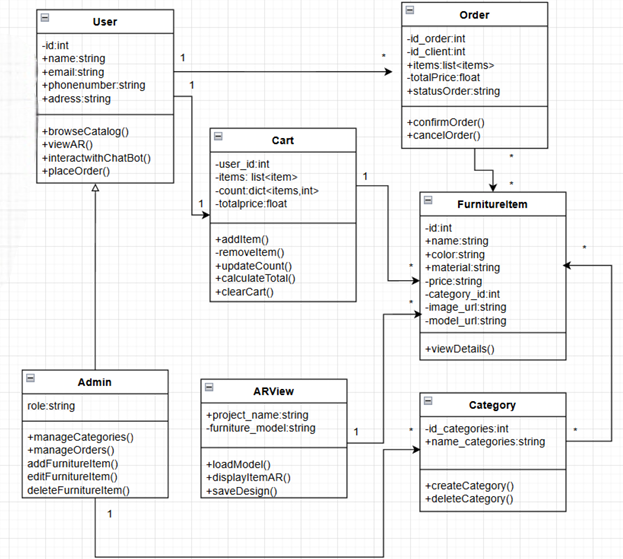 User
-id:int
+name:string
+email:string
+phonenumber:string
+adress:string
+browseCatalog()
+viewAR()
+interactwithChatBot()
+placeOrder()
1
*
1
1
Order
-id_order:int
-id_client:int
+items:list<items>
-totalPrice:float
+statusOrder:string
+confirmOrder()
+cancelOrder()
*
*
Cart
-user_id:int
-items: list<item>
-count:dict<items,int>
-totalprice:float
+addItem()
-removeItem()
+updateCount()
+calculateTotal()
+clearCart()
1
*
FurnitureItem
-id:int
+name:string
+color:string
+material:string
-price:string
-category_id:int
-image_url:string
-model_url:string
+viewDetails()
*
*
Admin
role:string
+manageCategories()
+manageOrders()
addFurnitureItem()
editFurnitureItem()
deleteFurnitureItem()
1
ARView
+project_name:string
-furniture_model:string
+loadModel()
+displayItemAR()
+saveDesign()
1
*
Category
-id_categories:int
+name_categories:string
+createCategory()
+deleteCategory()
*